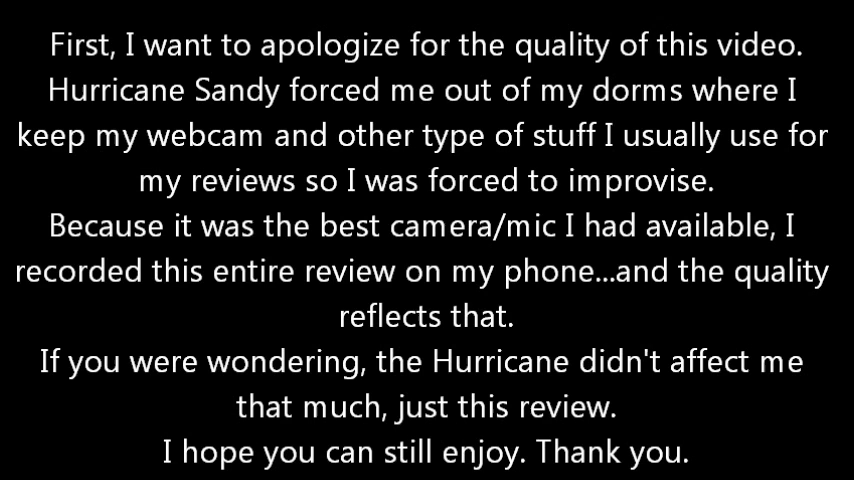 First, I want to apologize for the quality of this video.
Hurricane Sandy forced me out of my dorms where I
keep my webcam and other type of stuff I usually use for
my reviews so I was forced to improvise.
Because it was the best camera/mic I had available, I
recorded this entire review on my phone...and the quality
reflects that.
If you were wondering, the Hurricane didn't affect me
that much, just this review.
I hope you can still enjoy. Thank you.